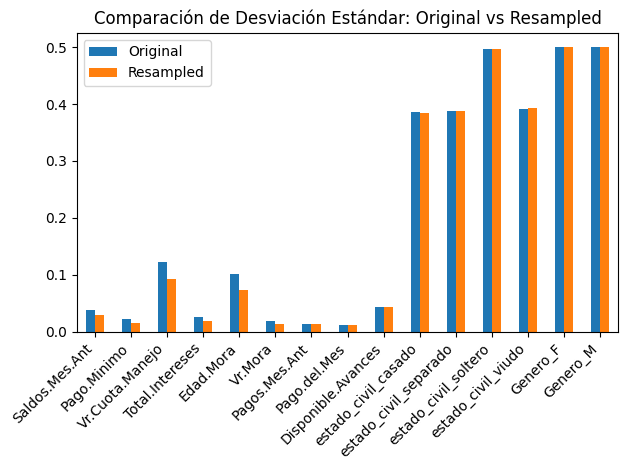 Comparación de Desviación Estándar: Original vs Resampled
Original
Resampled
0.5
0.4
0.3
0.2
0.1
0.0
Saldos.Mes.Ant
Pago.Minimo
Vr.Cuota.Manejo
Total.Intereses
Edad.Mora
Vr.Mora
Pagos.Mes.Ant
Pago.del.Mes
Disponible.Avances
estado_civil_casado
estado_civil_separado
estado_civil_soltero
estado_civil_viudo
Genero_F
Genero_M